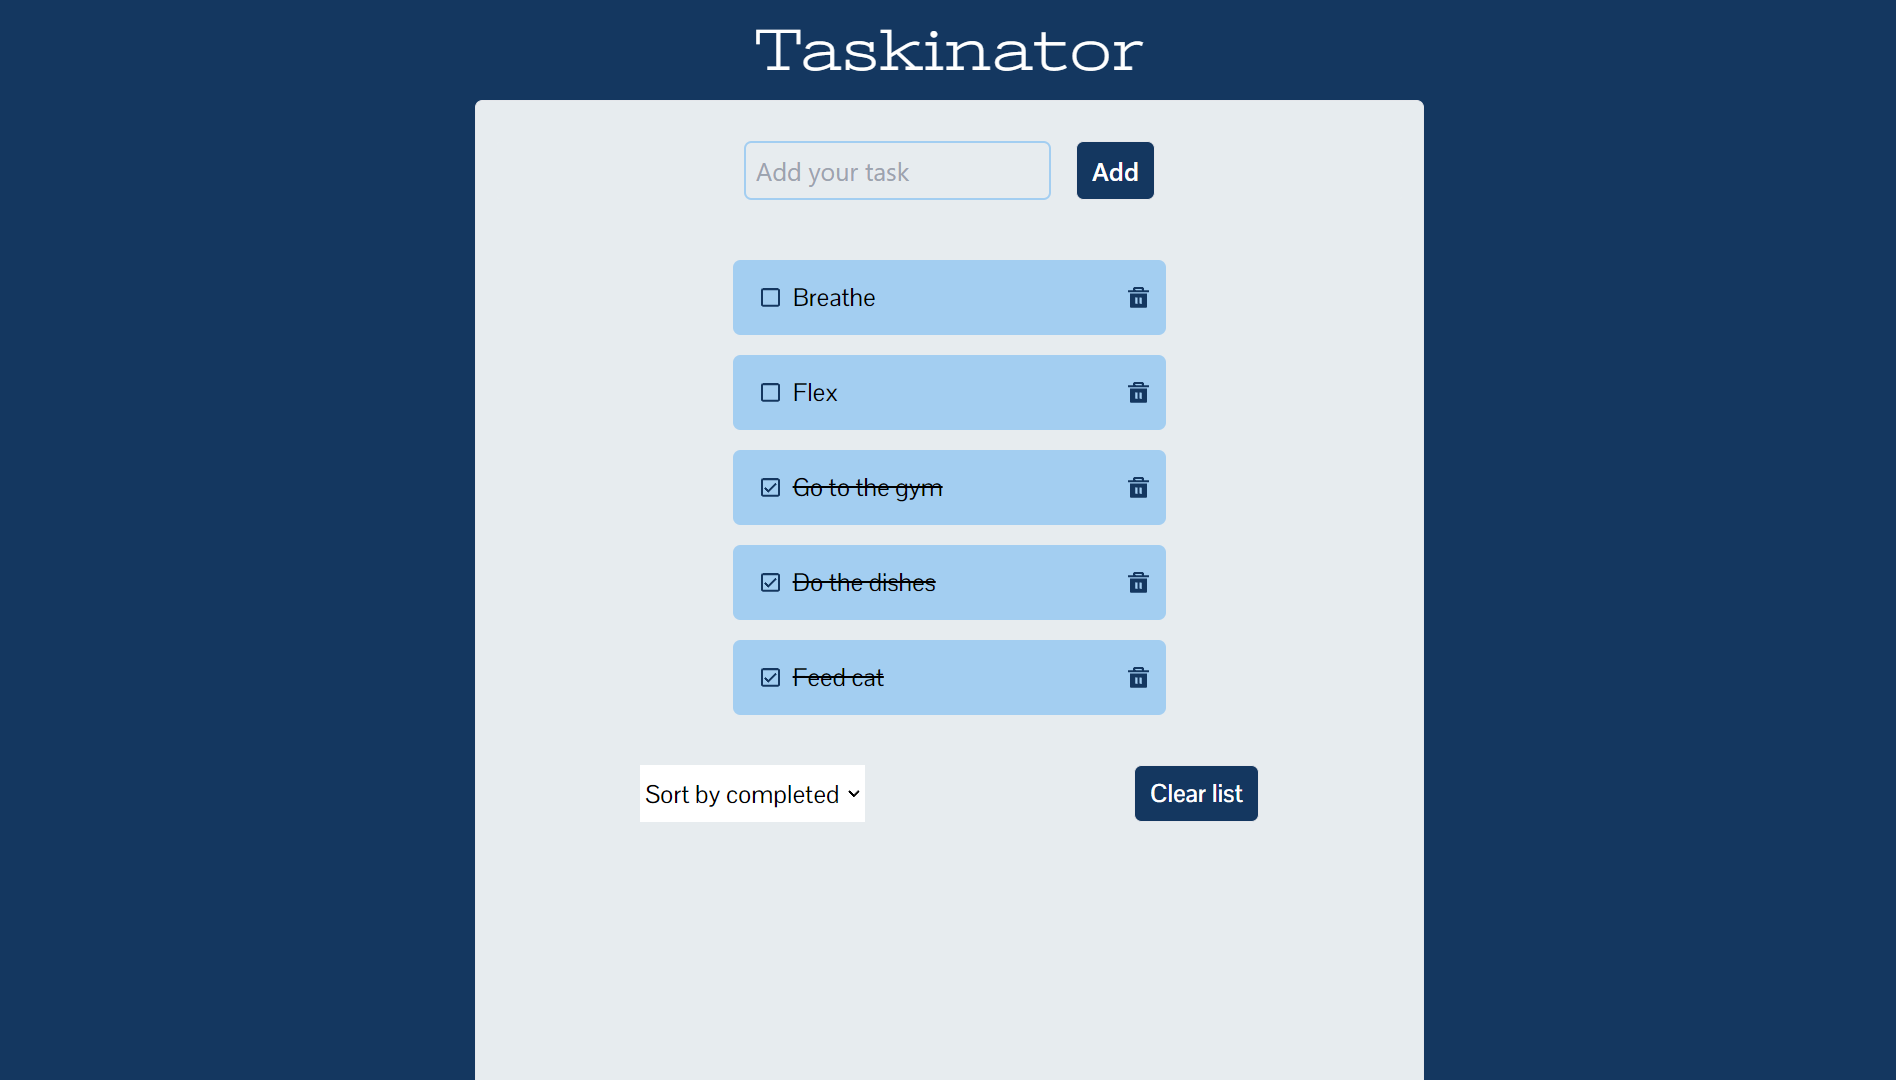 Taskinator
Add your task
Add
Breathe
Flex
Go to the gym
Do the dishes
Feed cat
Sort by completed
Clear list